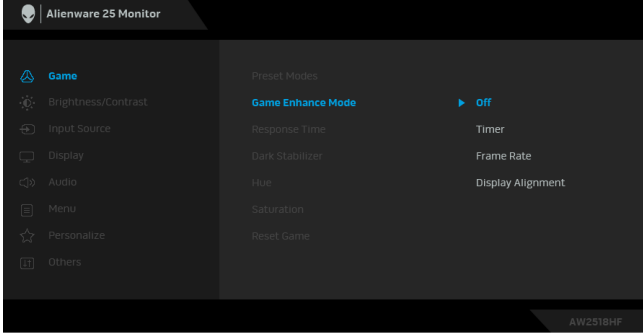 Alienware 25 Monitor
Game
Preset Modes
Brightness/Contrast
Game Enhance Mode
Off
Input Source
Response Time
Timer
Display
Dark Stabilizer
Frame Rate
Audio
Hue
Display Alignment
Menu
Saturation
Personalize
Reset Game
Others
AW2518HF